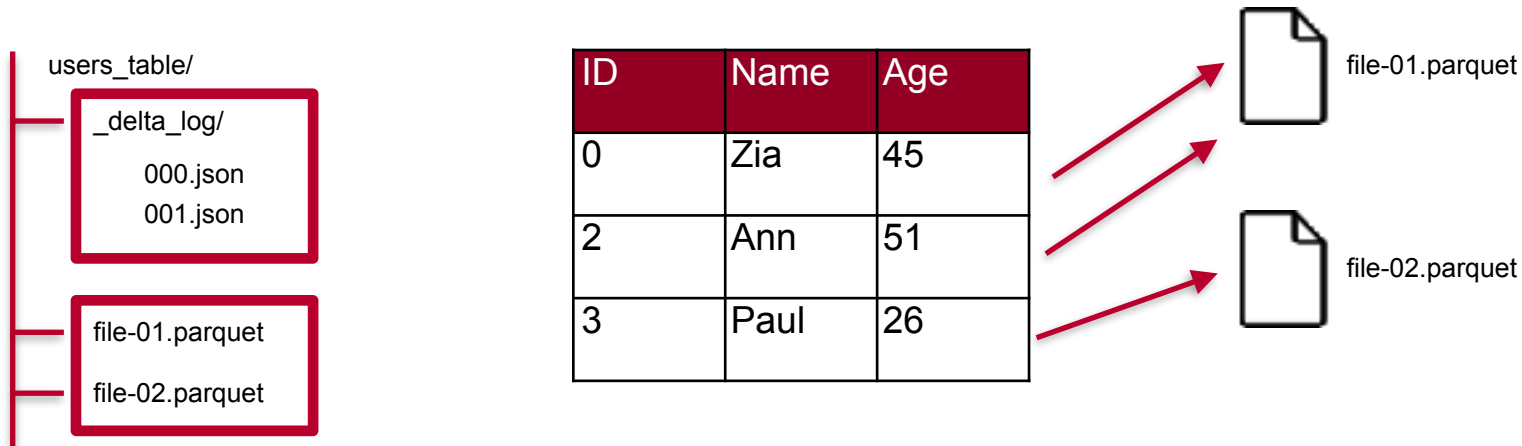 users_table/
_delta_log/
000.json
001.json
file-01.parquet
file-02.parquet
ID Name Age
0 Zia 45
2 Ann 51
3 Paul 26
file-01.parquet
file-02.parquet